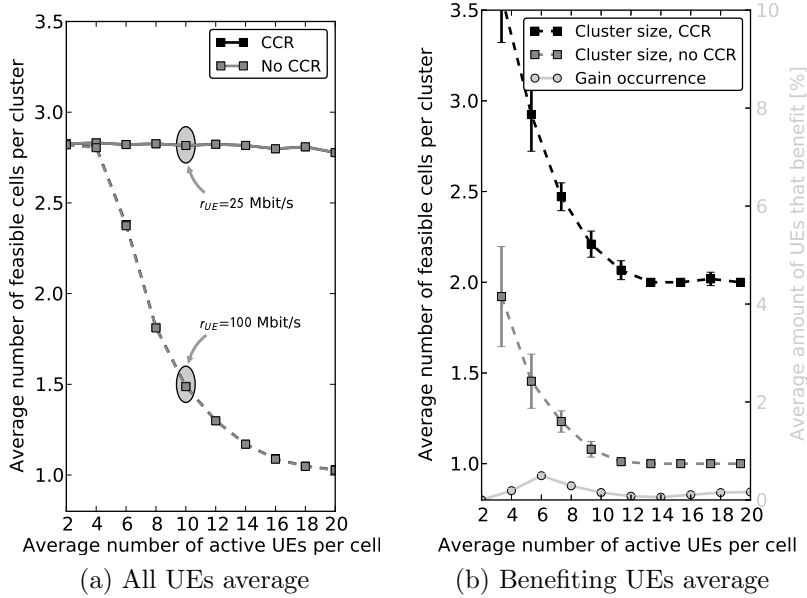 3.5
3.0
2.5
2.0
1.5
1.0
Average number of feasible cells per cluster
CCR
No CCR
r_UE=25 Mbit/s
r_UE=100 Mbit/s
2 4 6 8 10 12 14 16 18 20
Average number of active UEs per cell
(a) All UEs average
3.5
3.0
2.5
2.0
1.5
1.0
Average number of feasible cells per cluster
Cluster size, CCR
Cluster size, no CCR
Gain occurrence
10
8
6
4
2
0
Average amount of UEs that benefit [%]
2 4 6 8 10 12 14 16 18 20
Average number of active UEs per cell
(b) Benefiting UEs average